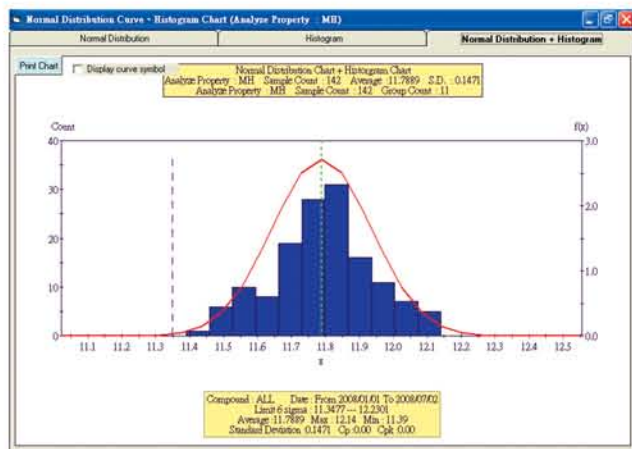 Normal Distribution Curve - Histogram Chart (Analyze Property : MH)
Normal Distribution
Histogram
Normal Distribution + Histogram
Print Chart
Display curve symbol
Normal Distribution Chart + Historgram Chart
Analyze Property : MH Sample Count : 142 Average :11.7889 S.D. : 0.1471
Analyze Property : MH Sample Count : 142 Group Count : 11
Count
f(x)
40
3.0
30
2.0
20
1.0
10
0
0.0
11.1 11.2 11.3 11.4 11.5 11.6 11.7 11.8 11.9 12.0 12.1 12.2 12.3 12.4 12.5
Compound : ALL Date : From 2008/01/01 To 2008/07/02
Limit 6 sigma : 11.3477 --- 12.2301
Average :11.7889 Max : 12.14 Min : 11.39
Standard Deviation :0.1471 Cp :0.00 Cpk :0.00